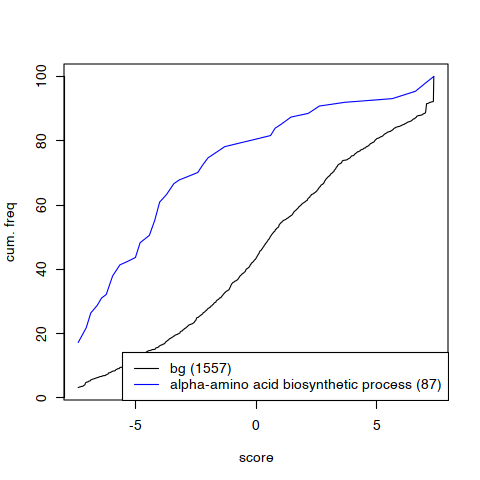 100
80
60
40
20
0
cum. freq
bg (1557)
alpha-amino acid biosynthetic process (87)
-5
0
5
score